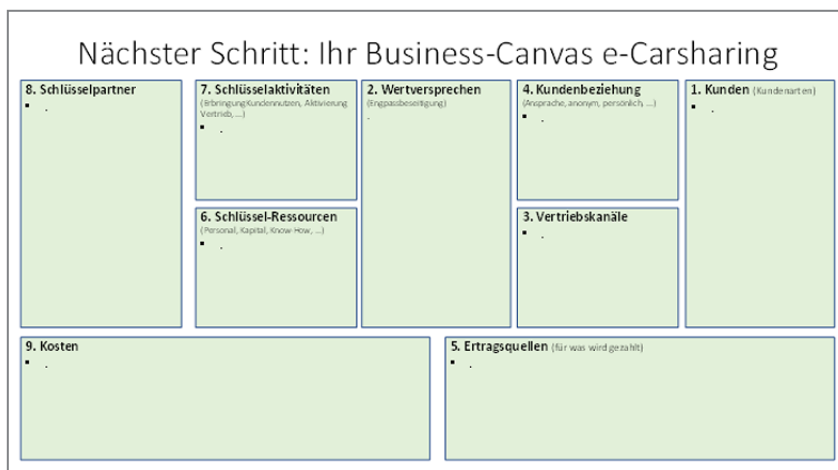 Nächster Schritt: Ihr Business-Canvas e-Carsharing
8. Schlüsselpartner
.
7. Schlüsselaktivitäten
(ErbringungKundennutzen, Aktivierung
Vertrieb, ...)
.
6. Schlüssel-Ressourcen
(Personal, Kapital, Know-How, ...)
.
2. Wertversprechen
(Engpassbeseitigung)
.
4. Kundenbeziehung
(Ansprache, anonym, persönlich, ...)
.
3. Vertriebskanäle
.
1. Kunden (Kundenarten)
.
9. Kosten
.
5. Ertragsquellen (für was wird gezahlt)
.